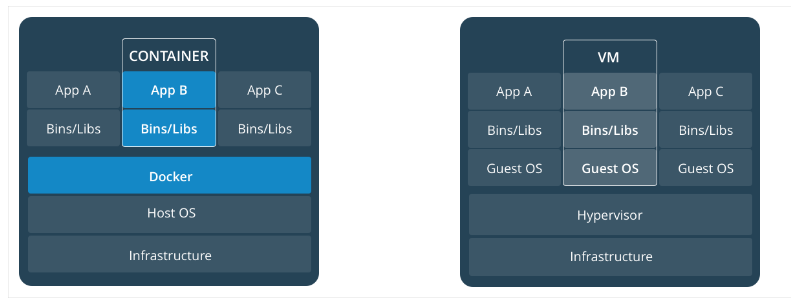 CONTAINER
App A App B App C
Bins/Libs Bins/Libs Bins/Libs
Docker
Host OS
Infrastructure
VM
App A App B App C
Bins/Libs Bins/Libs Bins/Libs
Guest OS Guest OS Guest OS
Hypervisor
Infrastructure